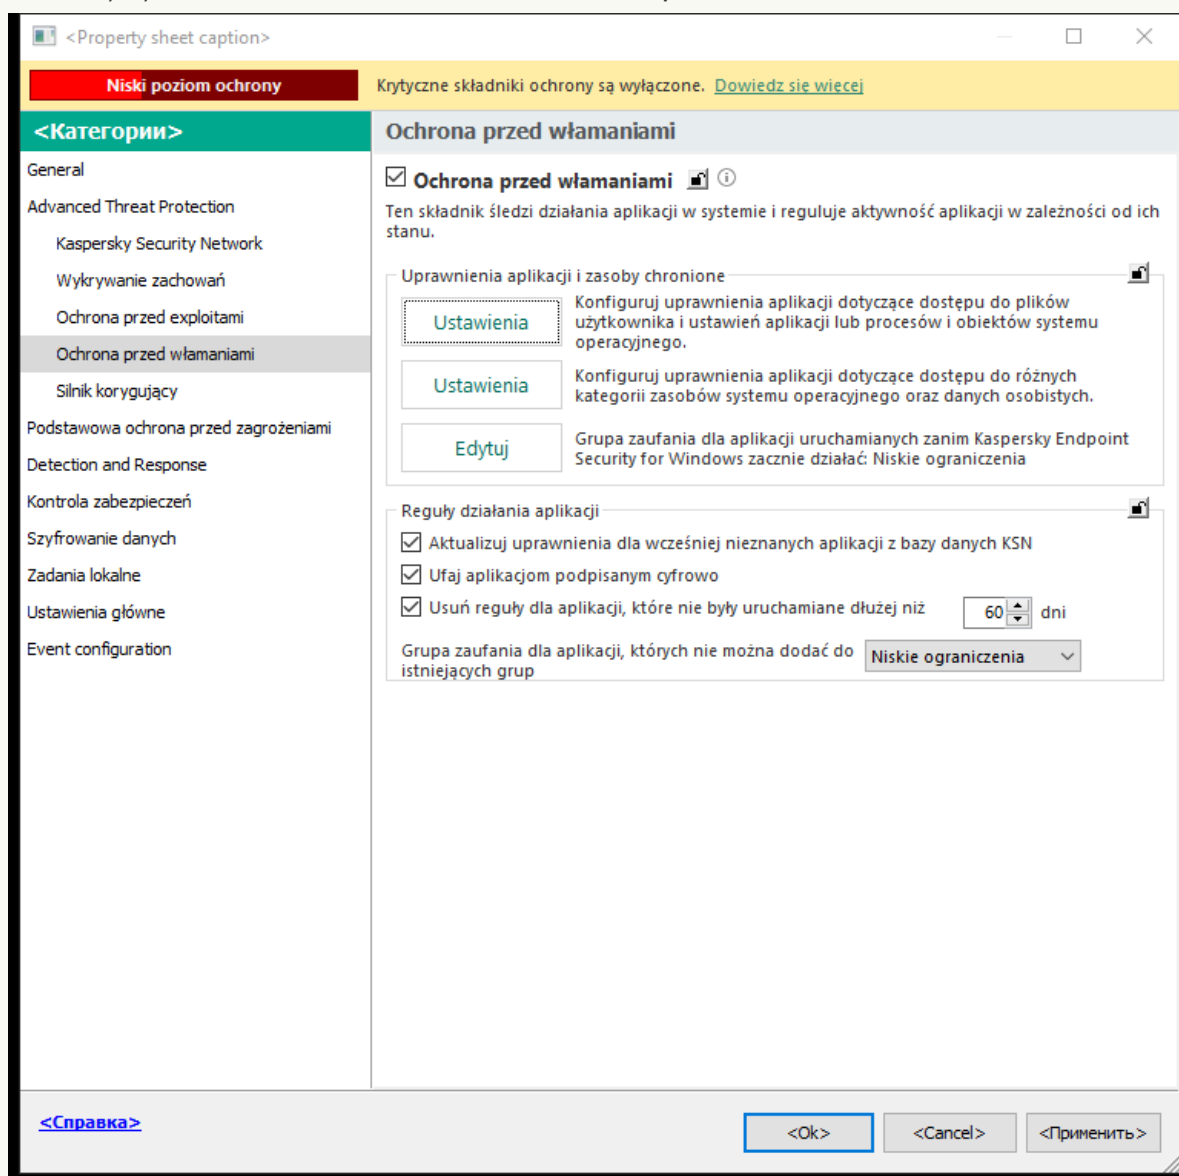 <Property sheet caption>
Niski poziom ochrony
Krytyczne składniki ochrony są wyłączone. Dowiedz się więcej
<Категории>
General
Advanced Threat Protection
Kaspersky Security Network
Wykrywanie zachowań
Ochrona przed exploitami
Ochrona przed włamaniami
Silnik korygujący
Podstawowa ochrona przed zagrożeniami
Detection and Response
Kontrola zabezpieczeń
Szyfrowanie danych
Zadania lokalne
Ustawienia główne
Event configuration
Ochrona przed włamaniami
Ochrona przed włamaniami
Ten składnik śledzi działania aplikacji w systemie i reguluje aktywność aplikacji w zależności od ich
stanu.
Uprawnienia aplikacji i zasoby chronione
Ustawienia
Konfiguruj uprawnienia aplikacji dotyczące dostępu do plików
użytkownika i ustawień aplikacji lub procesów i obiektów systemu
operacyjnego.
Ustawienia
Konfiguruj uprawnienia aplikacji dotyczące dostępu do różnych
kategorii zasobów systemu operacyjnego oraz danych osobistych.
Edytuj
Grupa zaufania dla aplikacji uruchamianych zanim Kaspersky Endpoint
Security for Windows zacznie działać: Niskie ograniczenia
Reguły działania aplikacji
Aktualizuj uprawnienia dla wcześniej nieznanych aplikacji z bazy danych KSN
Ufaj aplikacjom podpisanym cyfrowo
Usuń reguły dla aplikacji, które nie były uruchamiane dłużej niż 60 dni
Grupa zaufania dla aplikacji, których nie można dodać do
istniejących grup
Niskie ograniczenia
<Справка>
<Ok>
<Cancel>
<Применить>